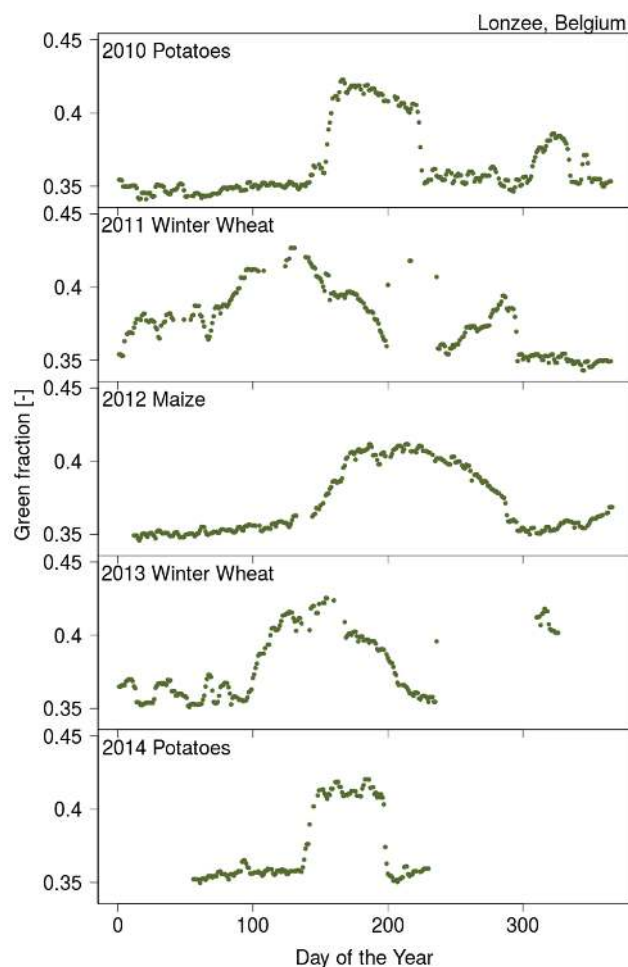 Lonzee, Belgium
0.45
2010 Potatoes
0.4
0.35
0.45
2011 Winter Wheat
0.4
0.35
0.45
2012 Maize
0.4
0.35
0.45
2013 Winter Wheat
0.4
0.35
0.45
2014 Potatoes
0.4
0.35
Green fraction [-]
0 100 200 300
Day of the Year